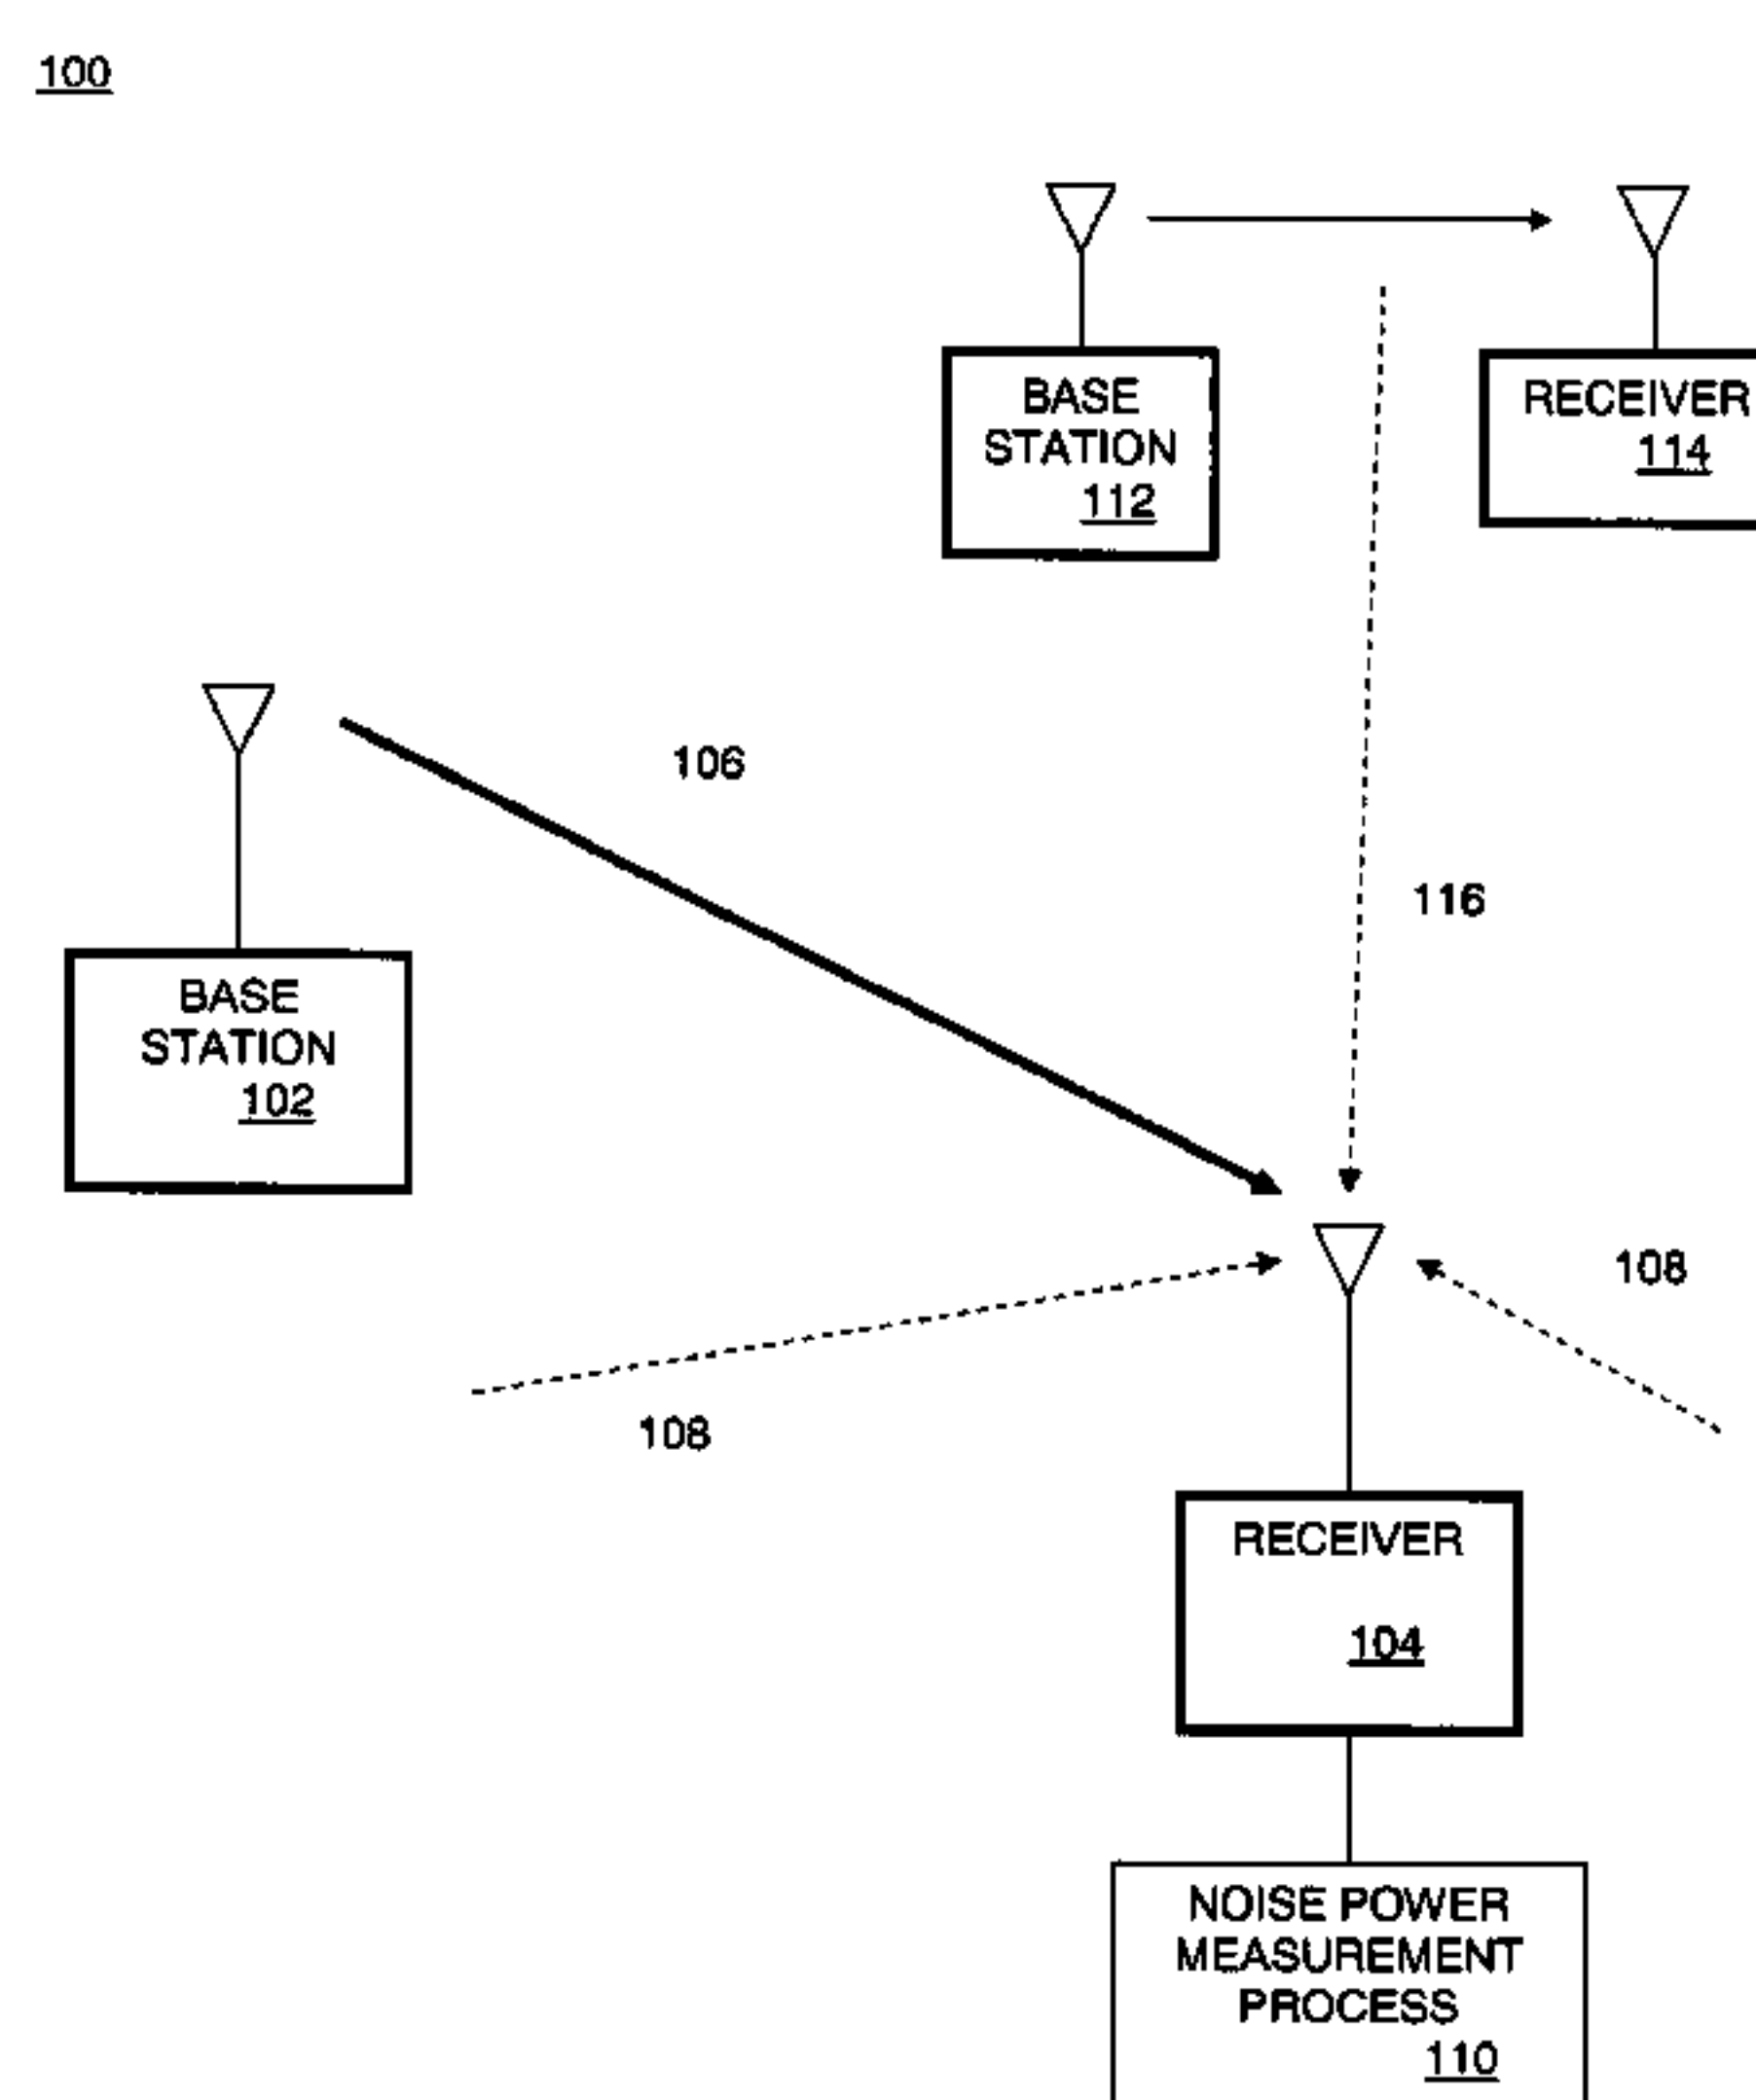 100
BASE
STATION
112
RECEIVER
114
106
116
BASE
STATION
102
108
108
RECEIVER
104
NOISE POWER
MEASUREMENT
PROCESS
110